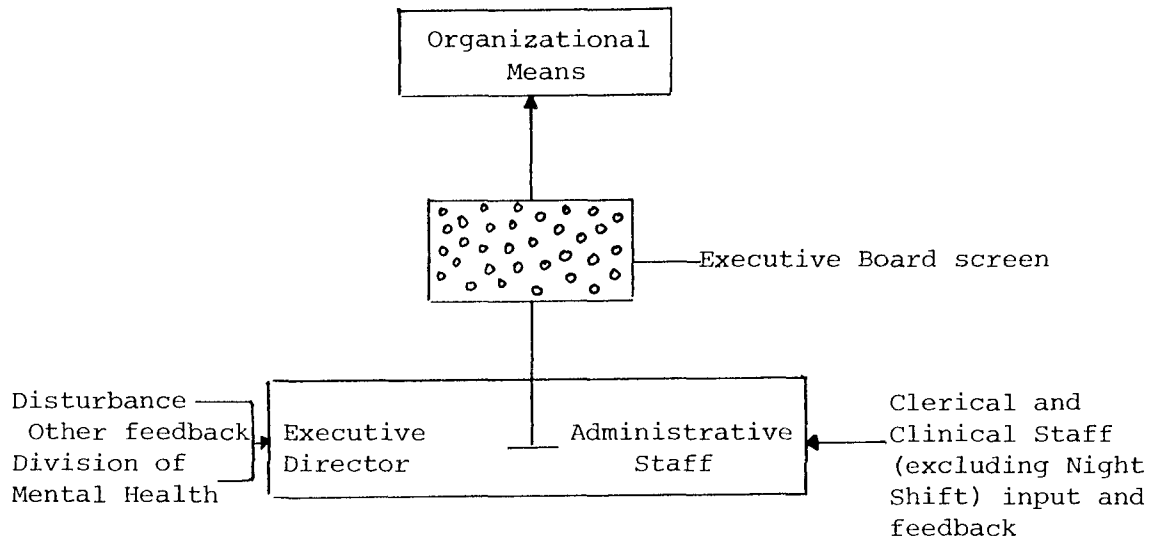 Organizational
Means
Executive Board screen
Disturbance
Other feedback
Division of
Mental Health
Executive
Director
Administrative
Staff
Clerical and
Clinical Staff
(excluding Night
Shift) input and
feedback